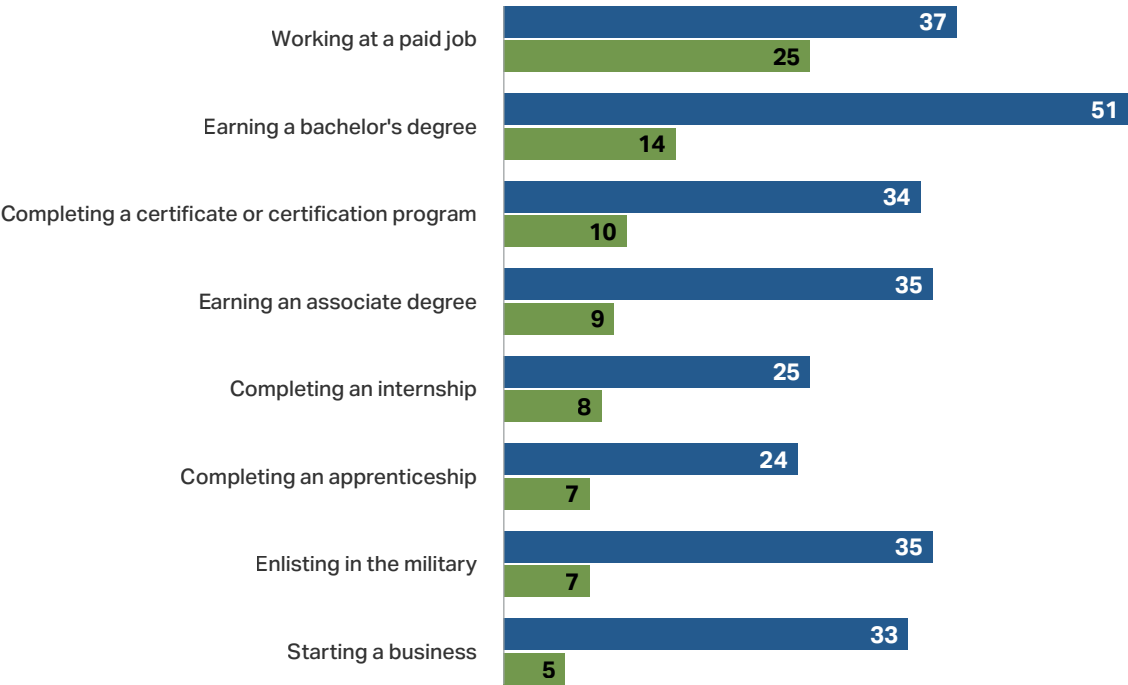 37
Working at a paid job
25
51
Earning a bachelor's degree
14
34
Completing a certificate or certification program
10
35
Earning an associate degree
9
25
Completing an internship
8
24
Completing an apprenticeship
7
35
Enlisting in the military
7
33
Starting a business
5